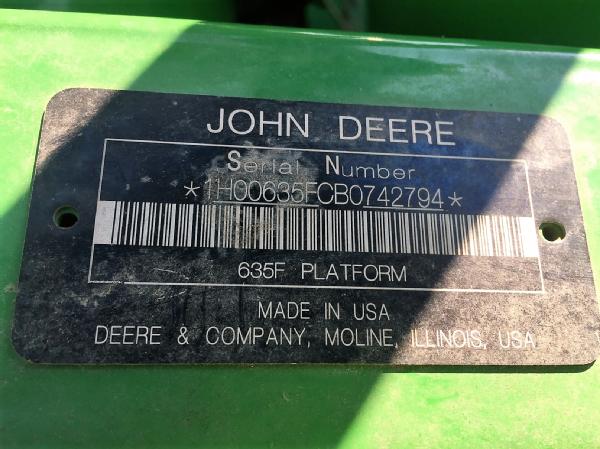 JOHN DEERE
Serial Number
*1H00635FCB0742794*
635F PLATFORM
MADE IN USA
DEERE & COMPANY, MOLINE, ILLINOIS, USA